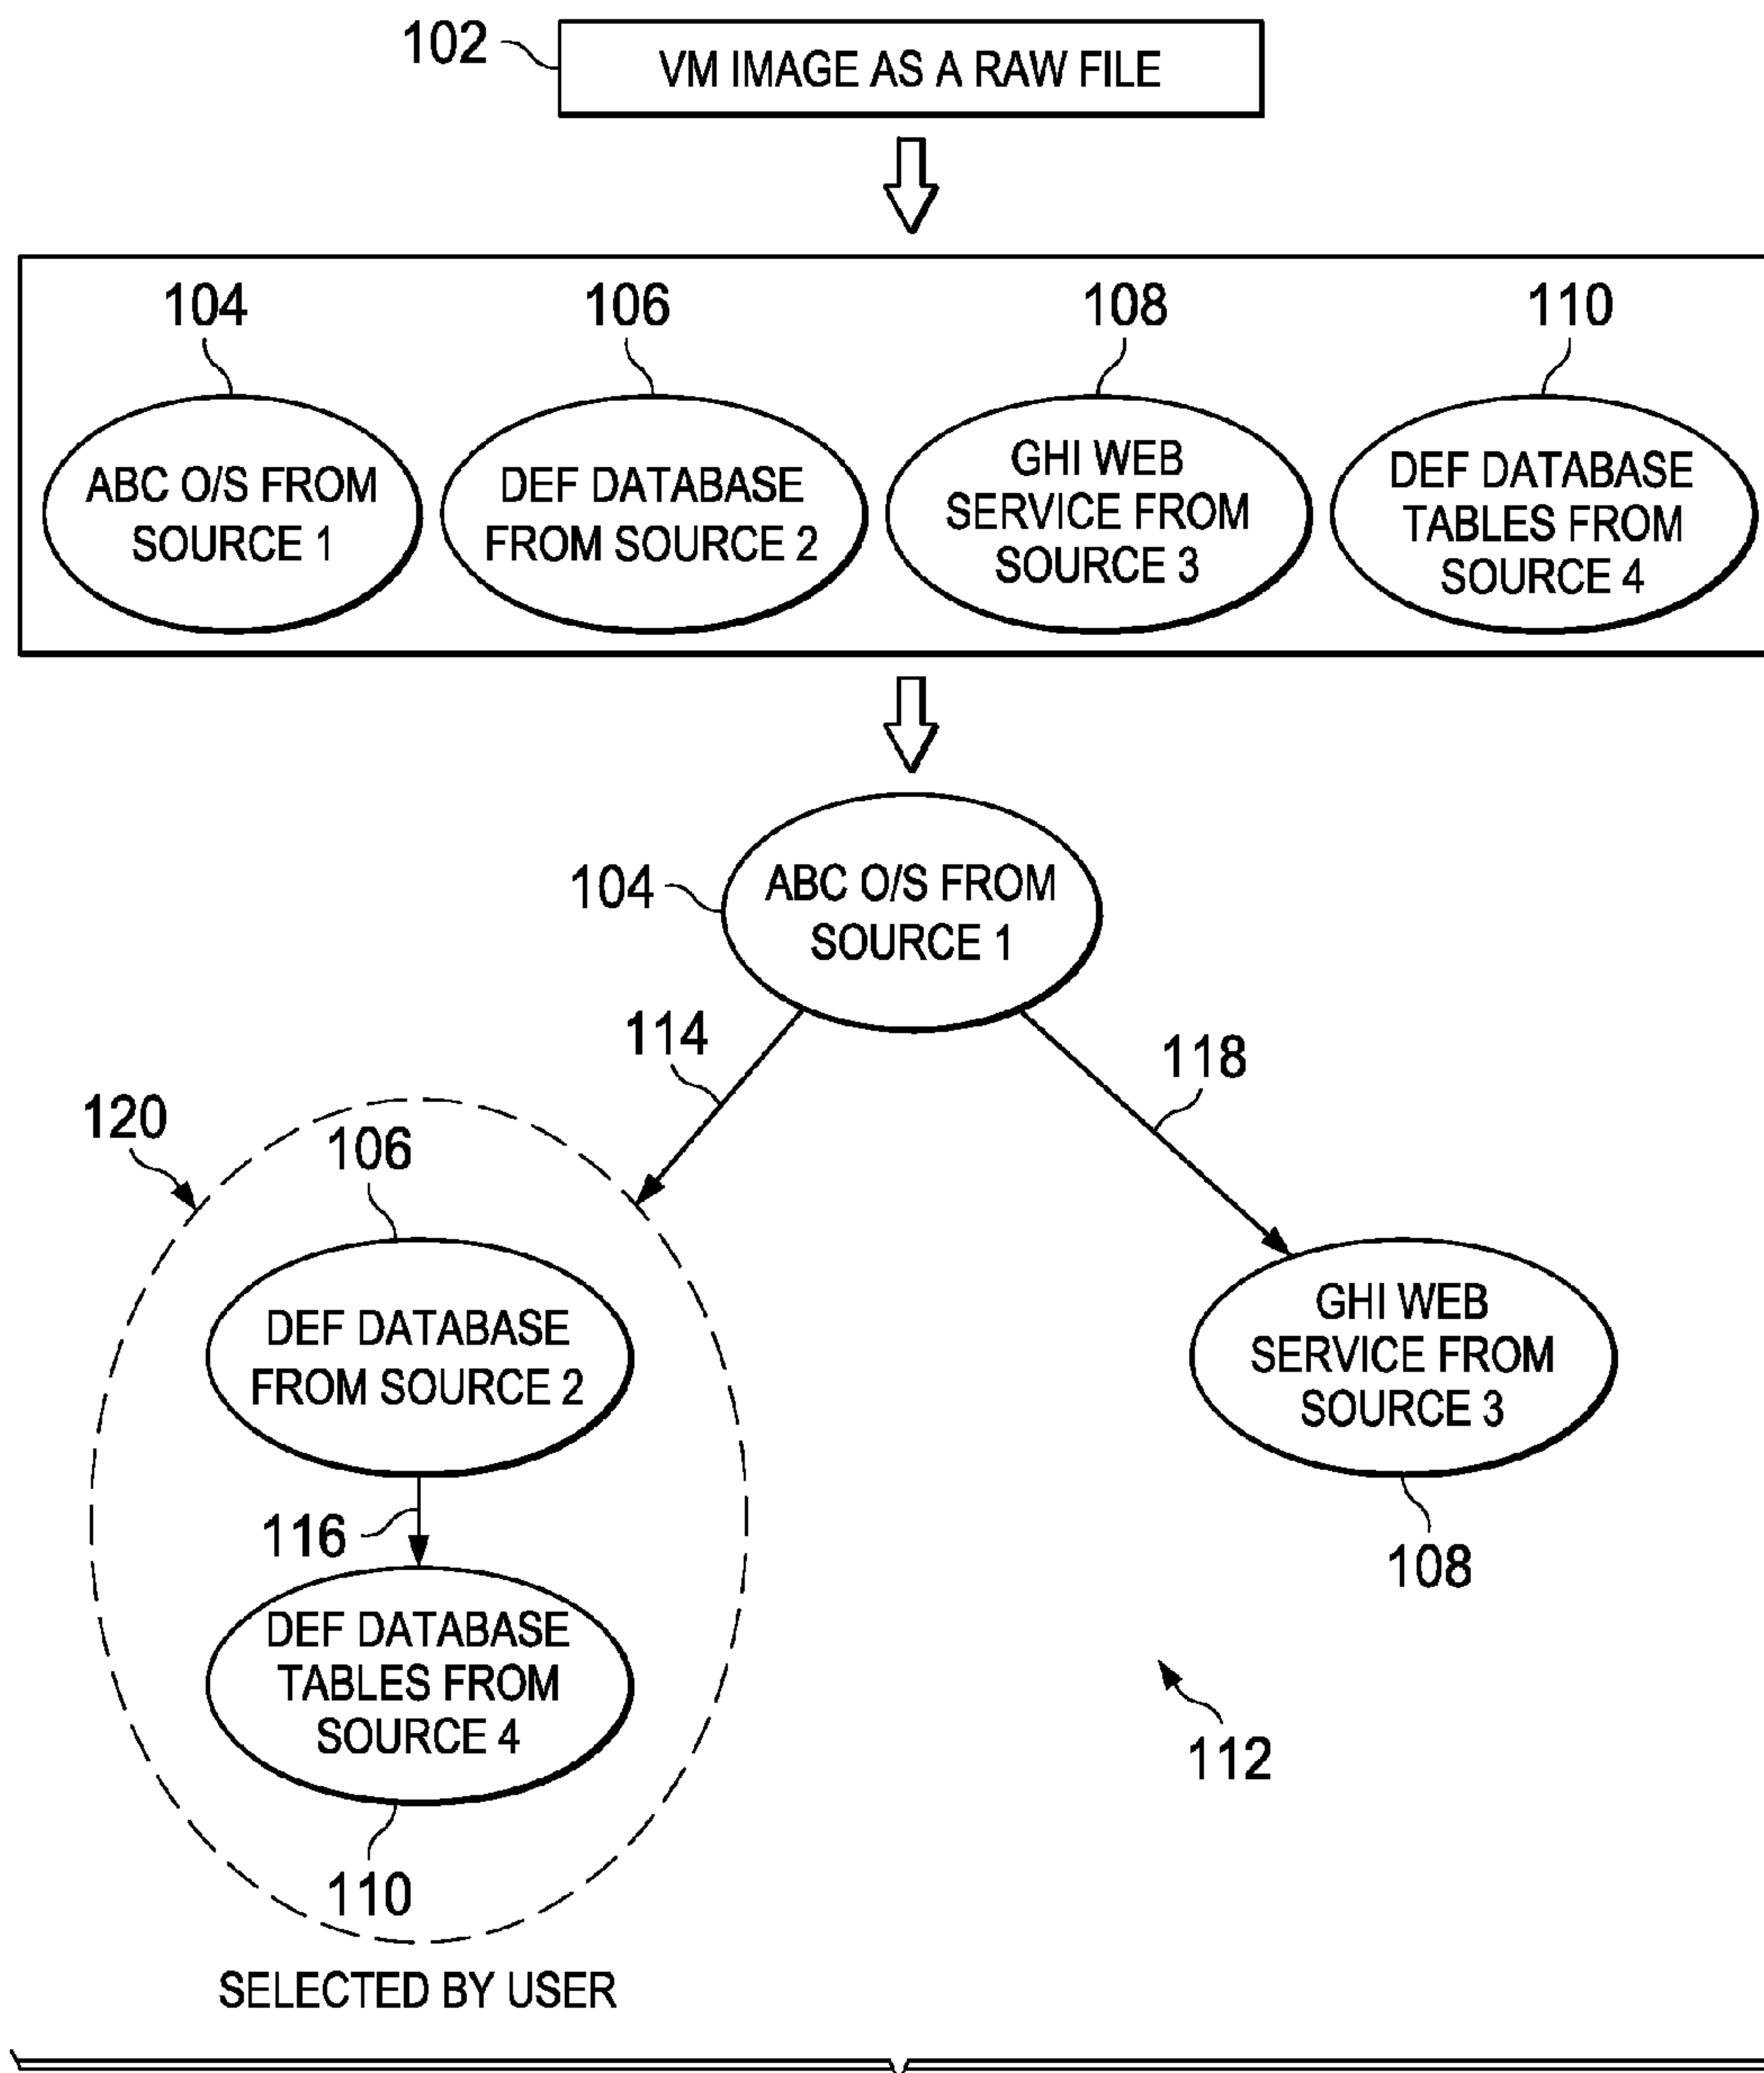 102
VM IMAGE AS A RAW FILE
104
106
108
110
ABC O/S FROM
SOURCE 1
DEF DATABASE
FROM SOURCE 2
GHI WEB
SERVICE FROM
SOURCE 3
DEF DATABASE
TABLES FROM
SOURCE 4
104
ABC O/S FROM
SOURCE 1
114
118
120
106
DEF DATABASE
FROM SOURCE 2
GHI WEB
SERVICE FROM
SOURCE 3
108
116
DEF DATABASE
TABLES FROM
SOURCE 4
110
112
SELECTED BY USER